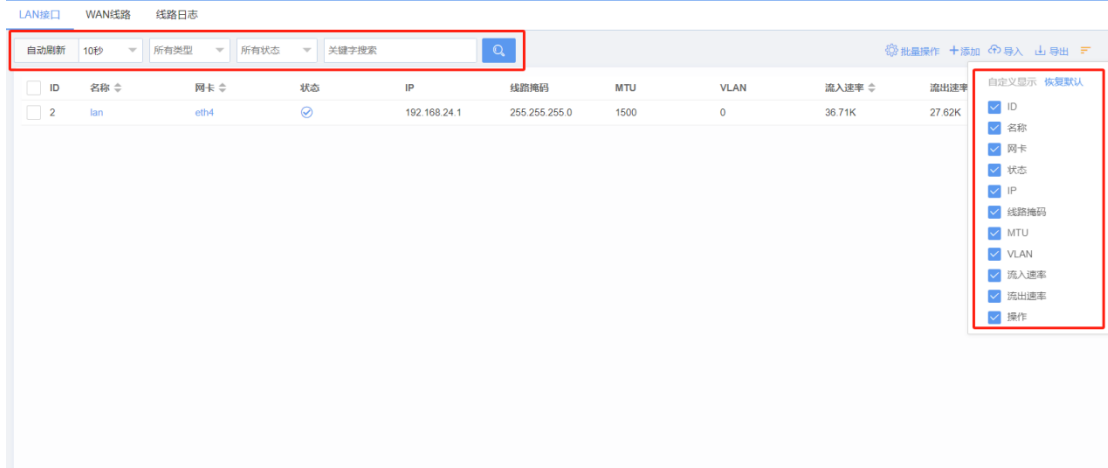 LAN接口 WAN线路 线路日志
自动刷新 10秒 所有类型 所有状态 关键字搜索 批量操作 添加 导入 导出
ID 名称 网卡 状态 IP 线路掩码 MTU VLAN 流入速率 流出速率
2 lan eth4 192.168.24.1 255.255.255.0 1500 0 36.71K 27.62K
自定义显示 恢复默认
ID
名称
网卡
状态
IP
线路掩码
MTU
VLAN
流入速率
流出速率
操作